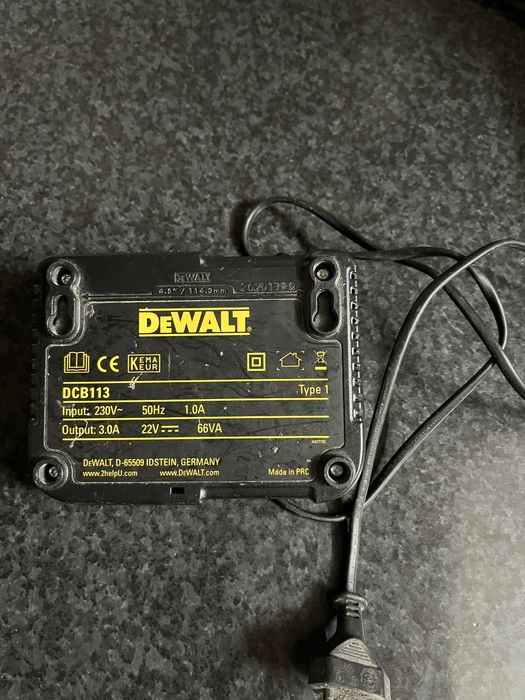 DEWALT
4.5" / 114.3mm
DEWALT®
CE KEMA KEUR
DCB113 Type 1
Input: 230V~ 50Hz 1.0A
Output: 3.0A 22V⎓ 66VA
DEWALT, D-65509 IDSTEIN, GERMANY
www.2helpU.com www.DEWALT.com Made in PRC